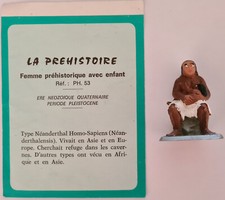 LA PREHISTOIRE
Femme préhistorique avec enfant
Réf. : PH. 53
ERE NEOZOIQUE QUATERNAIRE
PERIODE PLEISTOCENE
Type Néanderthal Homo-Sapiens (Néan-
derthalensis). Vivait en Asie et en Eu-
rope. Cherchait refuge dans les caver-
nes. D'autres types ont vécu en Afri-
que et en Asie.